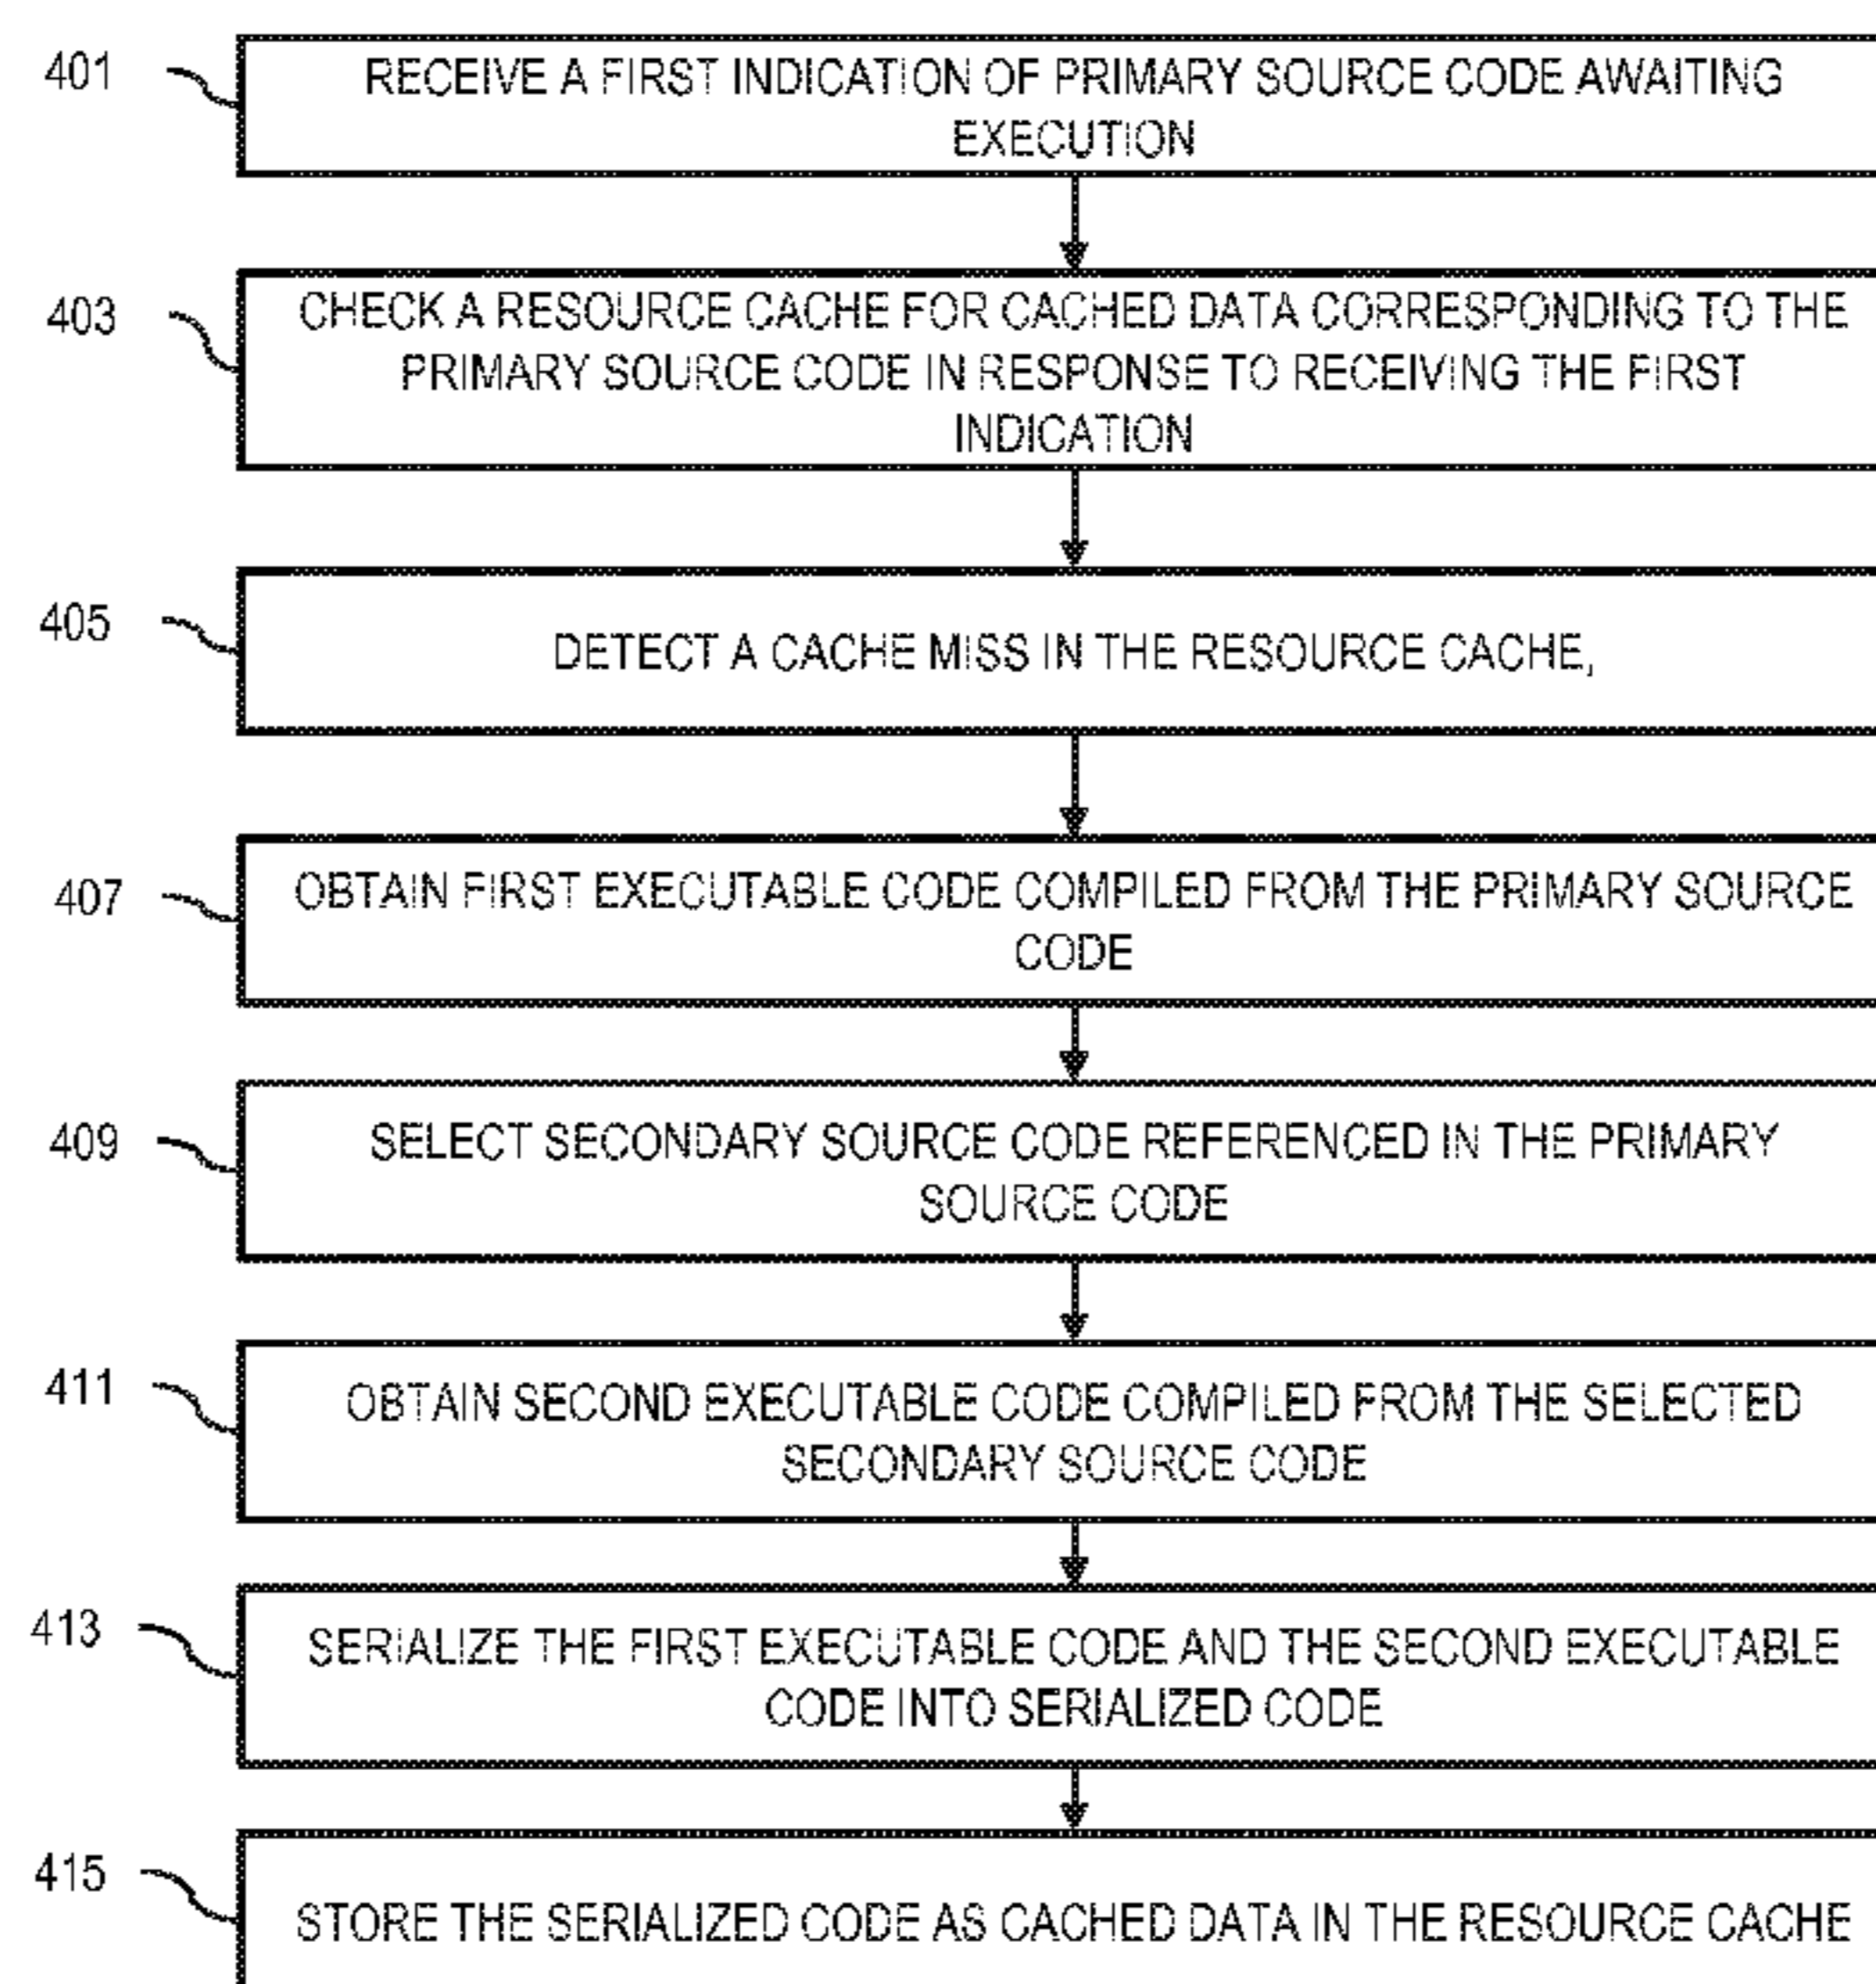 401
RECEIVE A FIRST INDICATION OF PRIMARY SOURCE CODE AWAITING
EXECUTION
403
CHECK A RESOURCE CACHE FOR CACHED DATA CORRESPONDING TO THE
PRIMARY SOURCE CODE IN RESPONSE TO RECEIVING THE FIRST
INDICATION
405
DETECT A CACHE MISS IN THE RESOURCE CACHE,
407
OBTAIN FIRST EXECUTABLE CODE COMPILED FROM THE PRIMARY SOURCE
CODE
409
SELECT SECONDARY SOURCE CODE REFERENCED IN THE PRIMARY
SOURCE CODE
411
OBTAIN SECOND EXECUTABLE CODE COMPILED FROM THE SELECTED
SECONDARY SOURCE CODE
413
SERIALIZE THE FIRST EXECUTABLE CODE AND THE SECOND EXECUTABLE
CODE INTO SERIALIZED CODE
415
STORE THE SERIALIZED CODE AS CACHED DATA IN THE RESOURCE CACHE